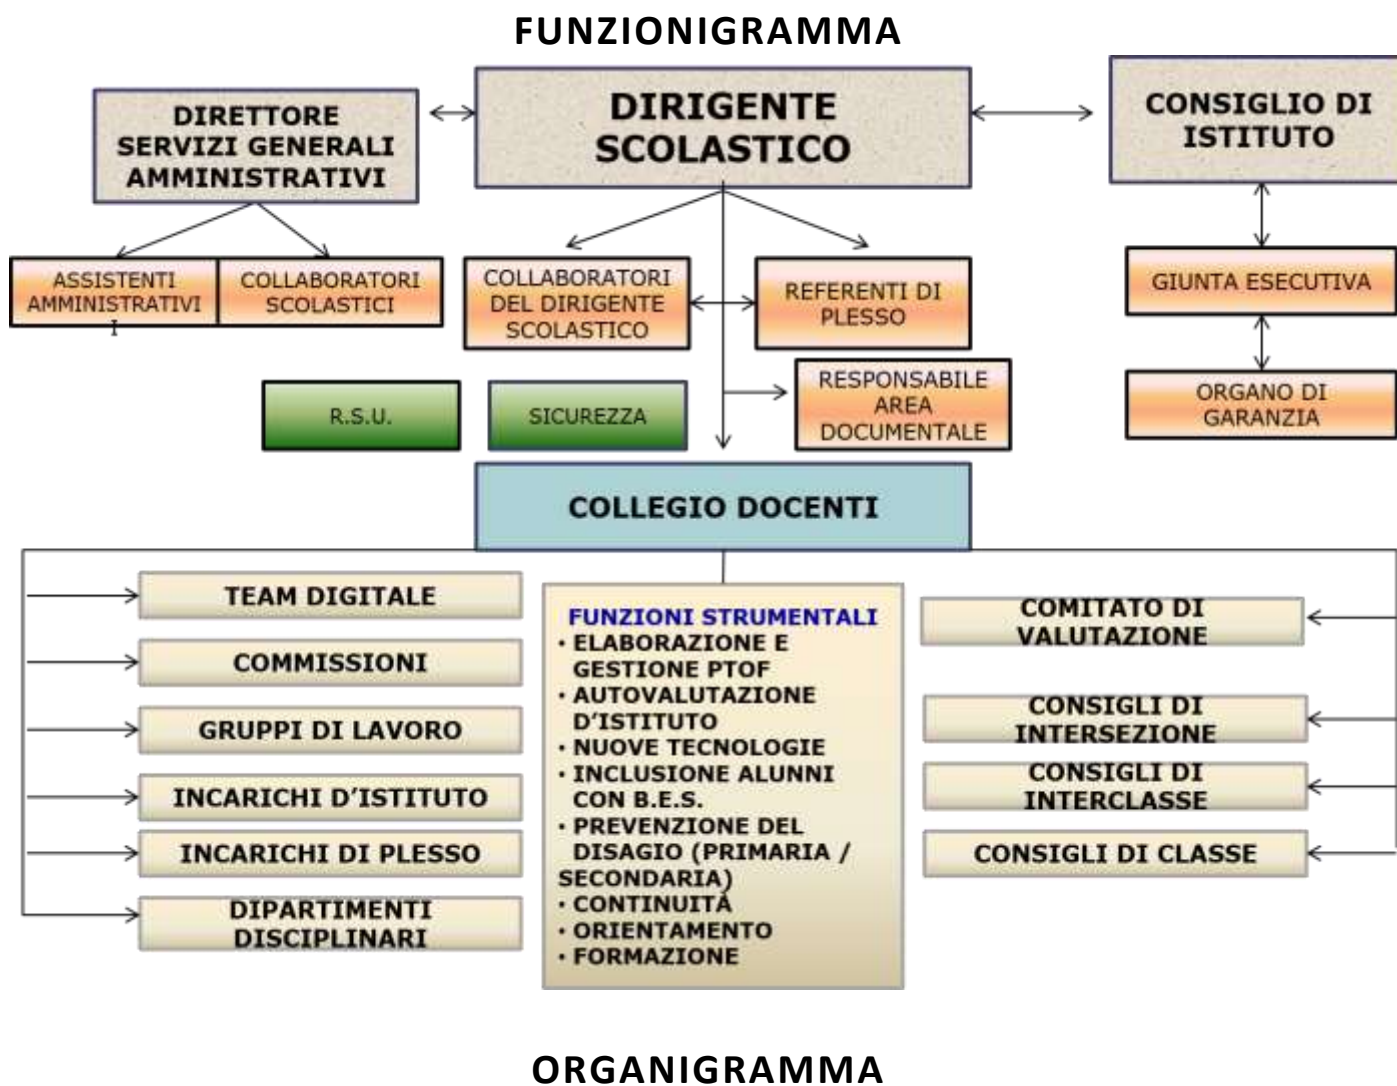 FUNZIONIGRAMMA
DIRETTORE
SERVIZI GENERALI
AMMINISTRATIVI
DIRIGENTE
SCOLASTICO
CONSIGLIO DI
ISTITUTO
ASSISTENTI
AMMINISTRATIVI
I
COLLABORATORI
SCOLASTICI
COLLABORATORI
DEL DIRIGENTE
SCOLASTICO
REFERENTI DI
PLESSO
GIUNTA ESECUTIVA
R.S.U.
SICUREZZA
RESPONSABILE
AREA
DOCUMENTALE
ORGANO DI
GARANZIA
COLLEGIO DOCENTI
TEAM DIGITALE
COMMISSIONI
GRUPPI DI LAVORO
INCARICHI D’ISTITUTO
INCARICHI DI PLESSO
DIPARTIMENTI
DISCIPLINARI
FUNZIONI STRUMENTALI
• ELABORAZIONE E
GESTIONE PTOF
• AUTOVALUTAZIONE
D’ISTITUTO
• NUOVE TECNOLOGIE
• INCLUSIONE ALUNNI
CON B.E.S.
• PREVENZIONE DEL
DISAGIO (PRIMARIA /
SECONDARIA)
• CONTINUITÀ
• ORIENTAMENTO
• FORMAZIONE
COMITATO DI
VALUTAZIONE
CONSIGLI DI
INTERSEZIONE
CONSIGLI DI
INTERCLASSE
CONSIGLI DI CLASSE
ORGANIGRAMMA